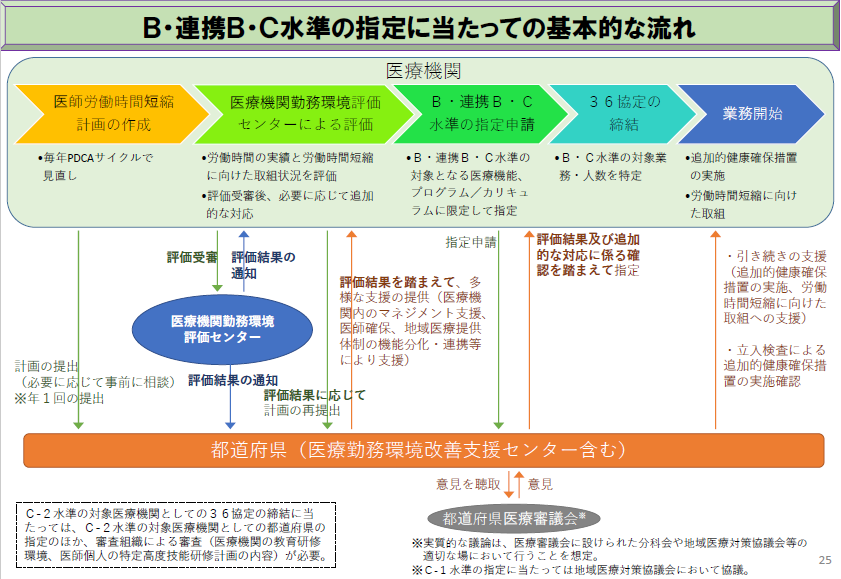 B・連携B・C水準の指定に当たっての基本的な流れ
医療機関
医師労働時間短縮
計画の作成
医療機関勤務環境評価
センターによる評価
B・連携B・C
水準の指定申請
36協定の
締結
業務開始
•毎年PDCAサイクルで
見直し
•労働時間の実績と労働時間短縮
に向けた取組状況を評価
•評価受審後、必要に応じて追加
的な対応
•B・連携B・C水準の
対象となる医療機能、
プログラム／カリキュ
ラムに限定して指定
•B・C水準の対象業
務・人数を特定
•追加的健康確保措置
の実施
•労働時間短縮に向け
た取組
評価受審
評価結果の
通知
医療機関勤務環境
評価センター
計画の提出
（必要に応じて事前に相談）
※年１回の提出
評価結果の通知
評価結果に応じて
計画の再提出
評価結果を踏まえて、多
様な支援の提供（医療機
関内のマネジメント支援、
医師確保、地域医療提供
体制の機能分化・連携等
により支援）
指定申請
評価結果及び追加
的な対応に係る確
認を踏まえて指定
・引き続きの支援
（追加的健康確保
措置の実施、労働
時間短縮に向けた
取組への支援）
・立入検査による
追加的健康確保措
置の実施確認
都道府県（医療勤務環境改善支援センター含む）
意見を聴取
意見
都道府県医療審議会※
C-2水準の対象医療機関としての36協定の締結に当
たっては、C-2水準の対象医療機関としての都道府県の
指定のほか、審査組織による審査（医療機関の教育研修
環境、医師個人の特定高度技能研修計画の内容）が必要。
※実質的な議論は、医療審議会に設けられた分科会や地域医療対策協議会等の
適切な場において行うことを想定。
※C-1水準の指定に当たっては地域医療対策協議会において協議。
25